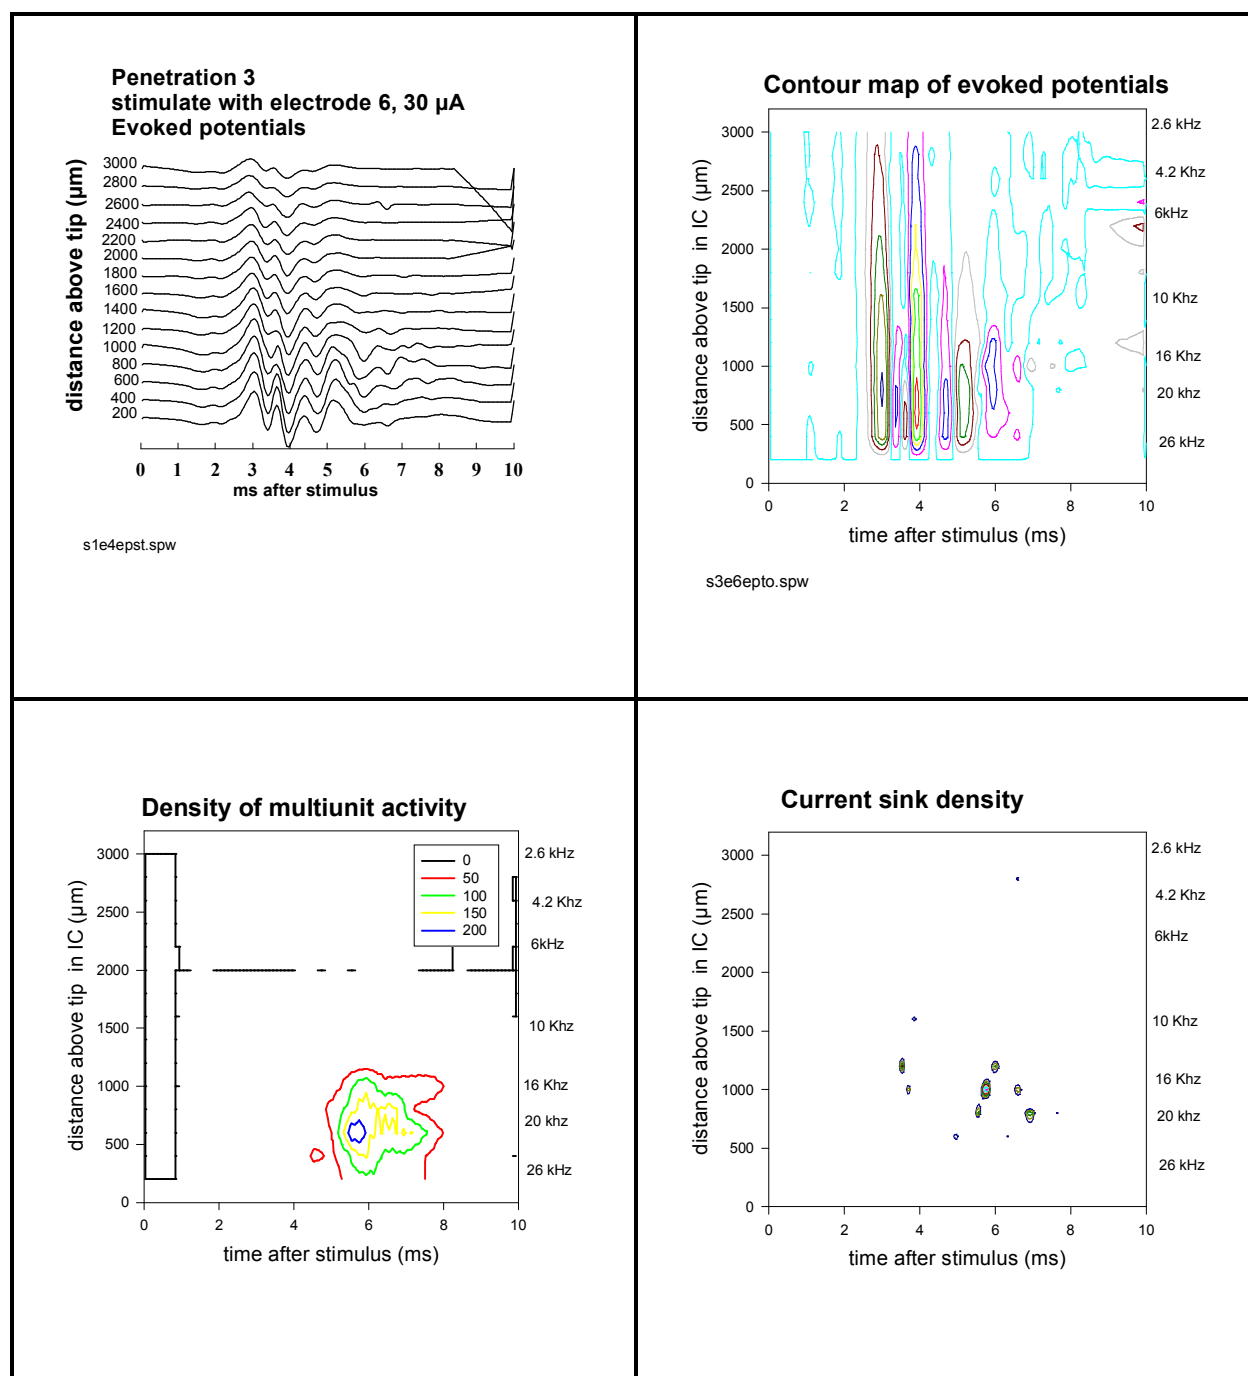 Penetration 3
stimulate with electrode 6, 30 µA
Evoked potentials
distance above tip (µm)
3000
2800
2600
2400
2200
2000
1800
1600
1400
1200
1000
800
600
400
200
0 1 2 3 4 5 6 7 8 9 10
ms after stimulus
s1e4epst.spw
Contour map of evoked potentials
distance above tip in IC (µm)
3000
2500
2000
1500
1000
500
0
2.6 kHz
4.2 Khz
6kHz
10 Khz
16 Khz
20 khz
26 kHz
0 2 4 6 8 10
time after stimulus (ms)
s3e6epto.spw
Density of multiunit activity
distance above tip in IC (µm)
3000
2500
2000
1500
1000
500
0
0
50
100
150
200
2.6 kHz
4.2 Khz
6kHz
10 Khz
16 Khz
20 khz
26 kHz
0 2 4 6 8 10
time after stimulus (ms)
Current sink density
distance above tip in IC (µm)
3000
2500
2000
1500
1000
500
0
2.6 kHz
4.2 Khz
6kHz
10 Khz
16 Khz
20 khz
26 kHz
0 2 4 6 8 10
time after stimulus (ms)